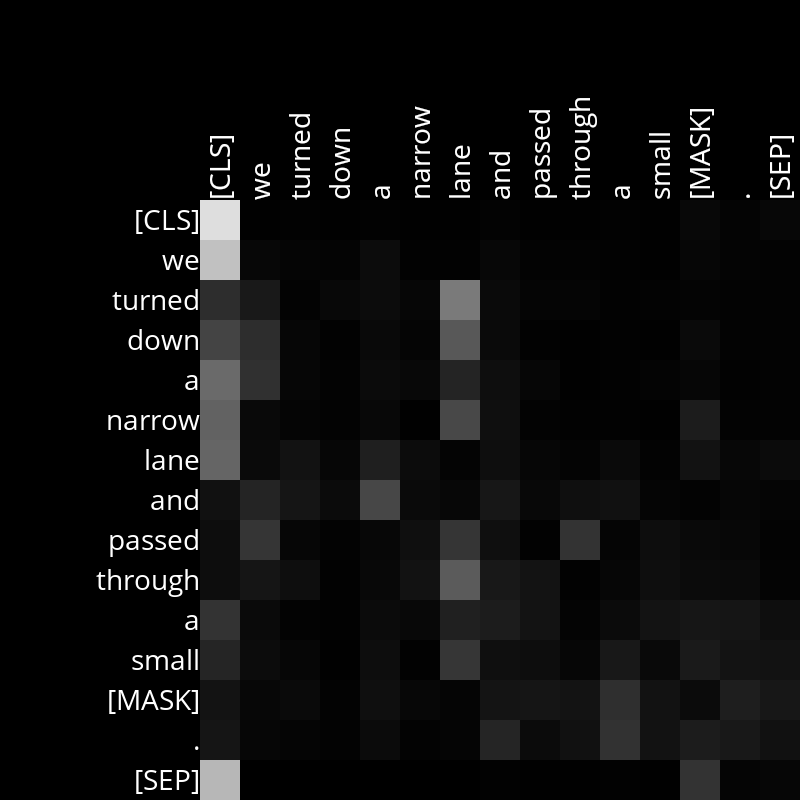 [CLS] we turned down a narrow lane and passed through a small [MASK] . [SEP]
[CLS]
we
turned
down
a
narrow
lane
and
passed
through
a
small
[MASK]
.
[SEP]